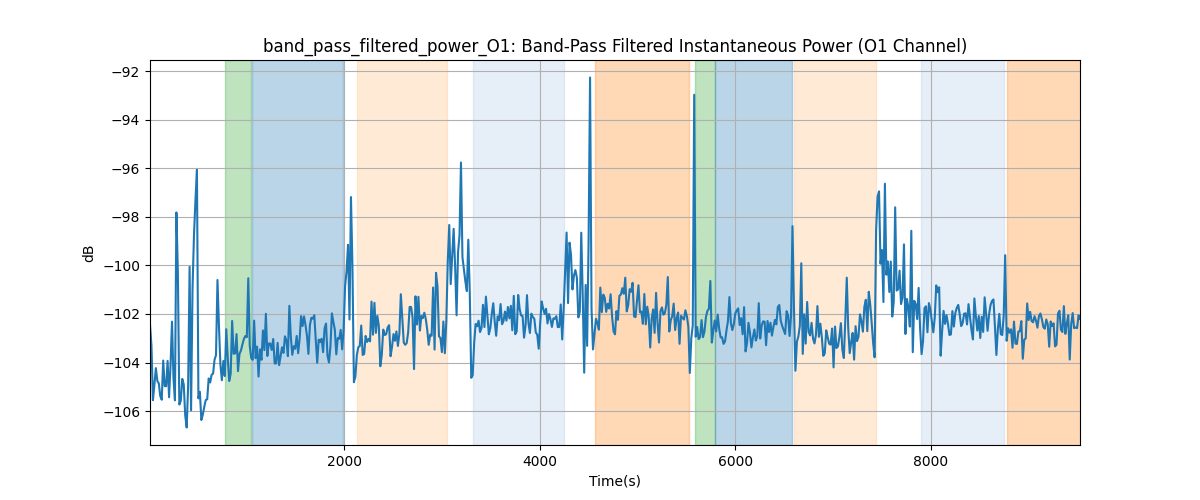 band_pass_filtered_power_O1: Band-Pass Filtered Instantaneous Power (O1 Channel)
−92
−94
−96
−98
−100
−102
−104
−106
dB
2000 4000 6000 8000
Time(s)